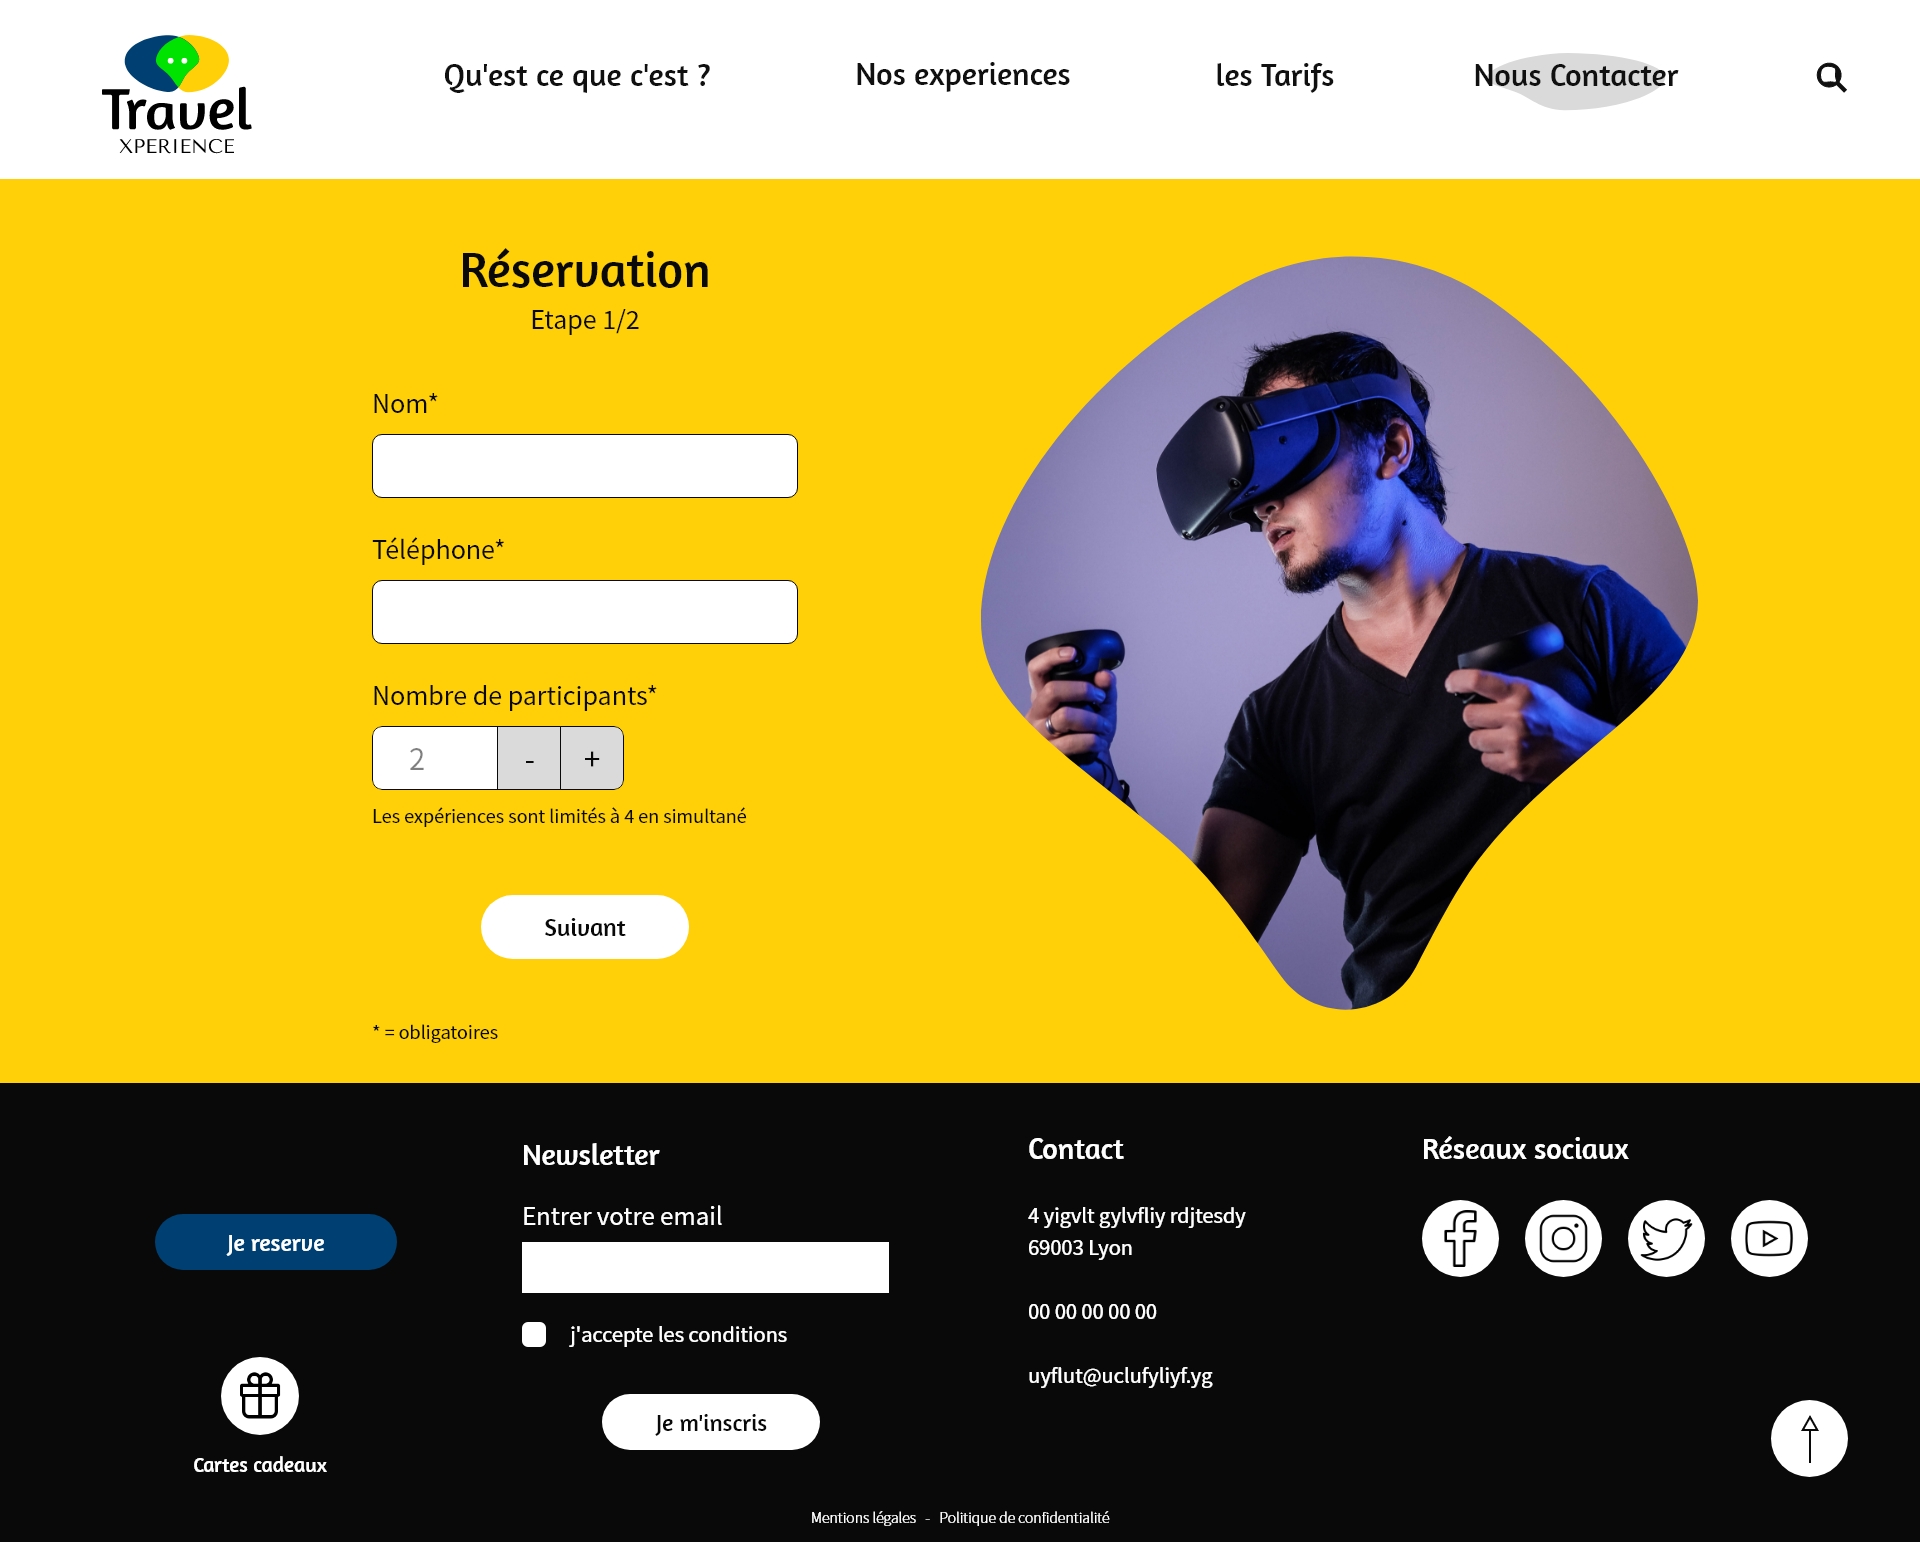 Travel
XPERIENCE
Qu'est ce que c'est ?
Nos experiences
les Tarifs
Nous Contacter
Réservation
Etape 1/2
Nom*
Téléphone*
Nombre de participants*
2
-
+
Les expériences sont limités à 4 en simultané
Suivant
* = obligatoires
Je reserve
Cartes cadeaux
Newsletter
Entrer votre email
j'accepte les conditions
Je m'inscris
Contact
4 yigvlt gylvfliy rdjtesdy
69003 Lyon
00 00 00 00 00
uyflut@uclufyliyf.yg
Réseaux sociaux
Mentions légales - Politique de confidentialité